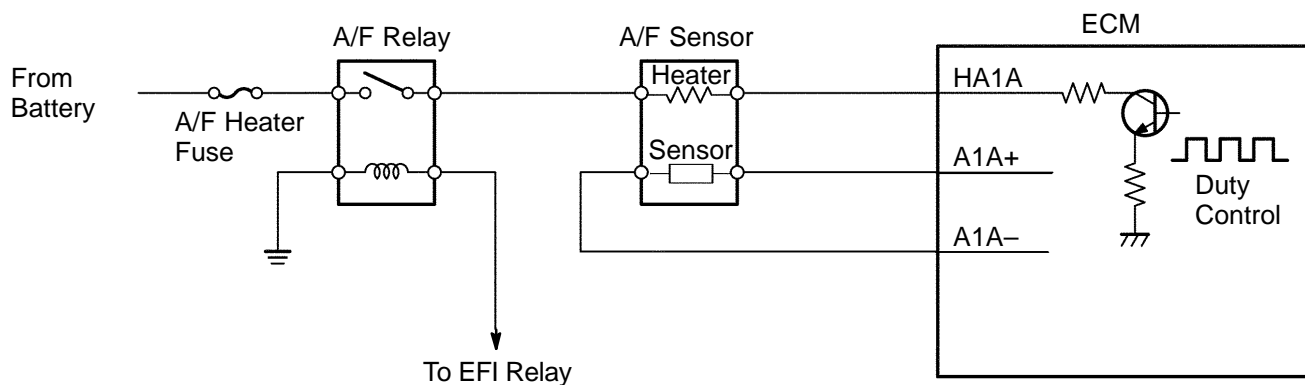 ECM
A/F Relay
A/F Sensor
From
Battery
Heater
HA1A
A/F Heater
Fuse
Sensor
A1A+
Duty
Control
A1A–
To EFI Relay